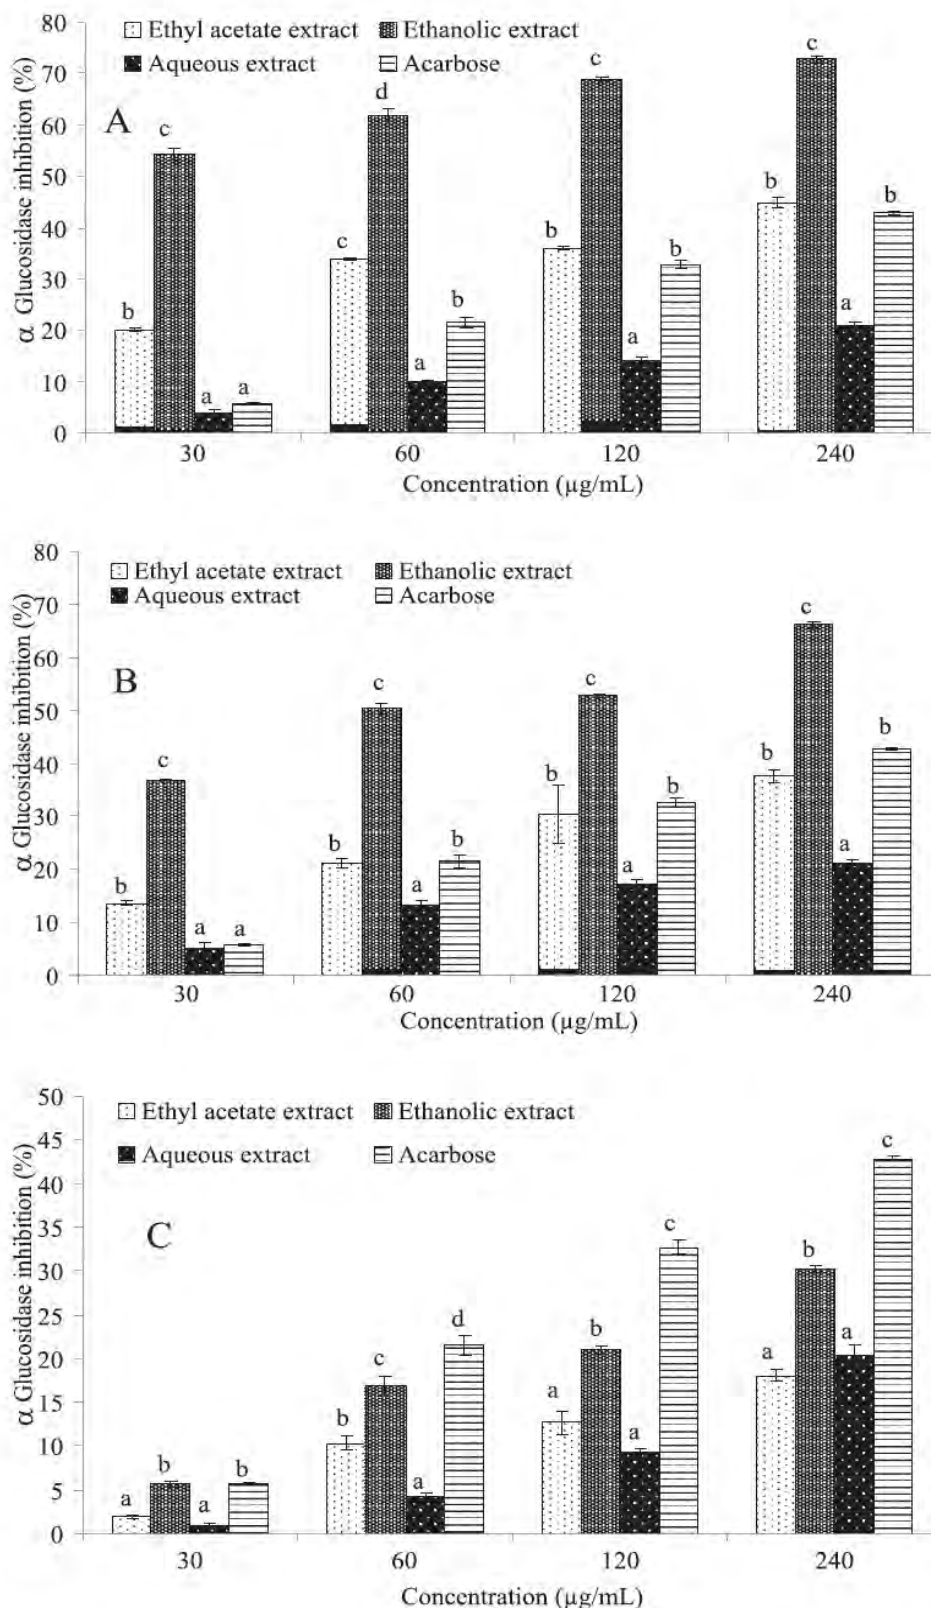 80
70
60
50
40
30
20
10
0
α Glucosidase inhibition (%)
Ethyl acetate extract Ethanolic extract
Aqueous extract Acarbose
A
b c a a
c d a b
b c a b
b c a b
30 60 120 240
Concentration (µg/mL)
80
70
60
50
40
30
20
10
0
α Glucosidase inhibition (%)
Ethyl acetate extract Ethanolic extract
Aqueous extract Acarbose
B
b c a a
b c a b
b c a b
b c a b
30 60 120 240
Concentration (µg/mL)
50
45
40
35
30
25
20
15
10
5
0
α Glucosidase inhibition (%)
Ethyl acetate extract Ethanolic extract
Aqueous extract Acarbose
C
a b a b
b c a d
a b a c
a b a c
30 60 120 240
Concentration (µg/mL)